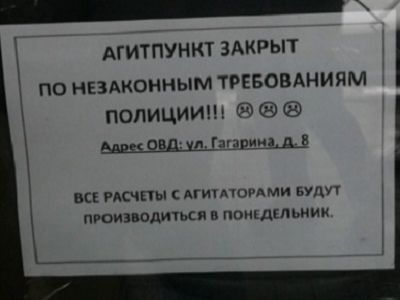 АГИТПУНКТ ЗАКРЫТ
ПО НЕЗАКОННЫМ ТРЕБОВАНИЯМ
ПОЛИЦИИ!!! ☹ ☹ ☹
Адрес ОВД: ул. Гагарина, д. 8
ВСЕ РАСЧЕТЫ С АГИТАТОРАМИ БУДУТ
ПРОИЗВОДИТЬСЯ В ПОНЕДЕЛЬНИК.